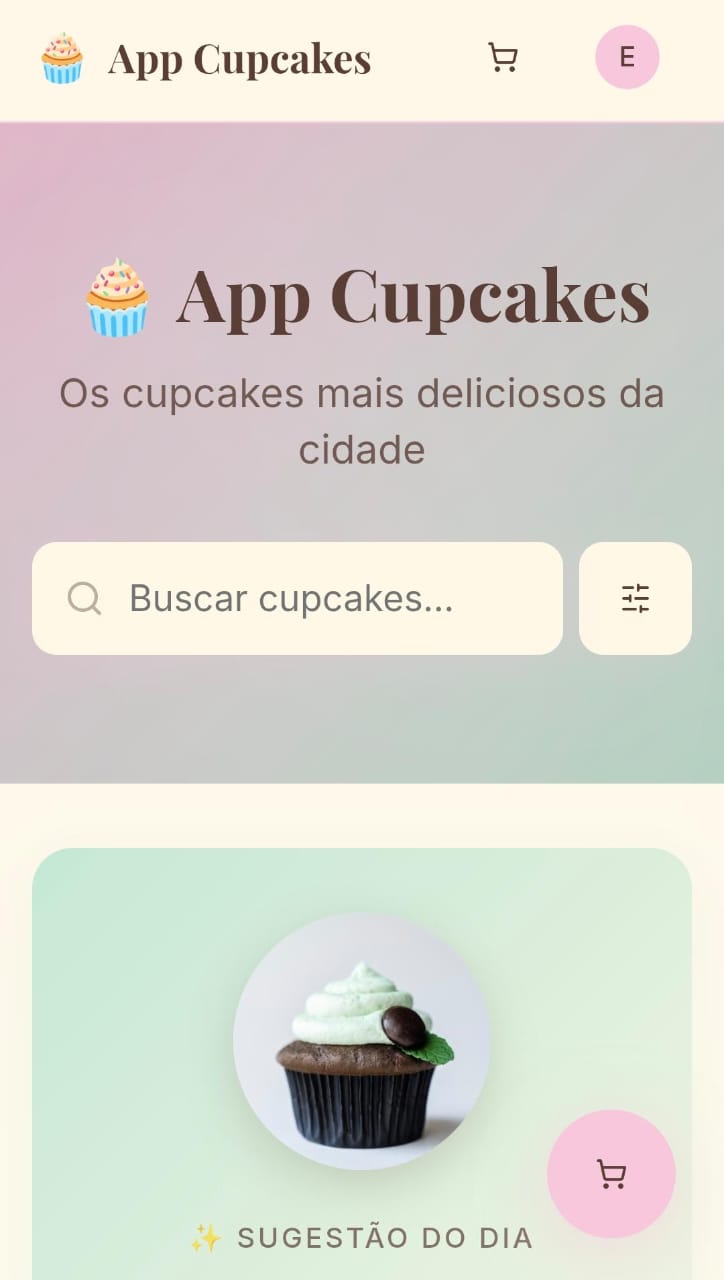 App Cupcakes
E
App Cupcakes
Os cupcakes mais deliciosos da
cidade
Buscar cupcakes...
SUGESTÃO DO DIA